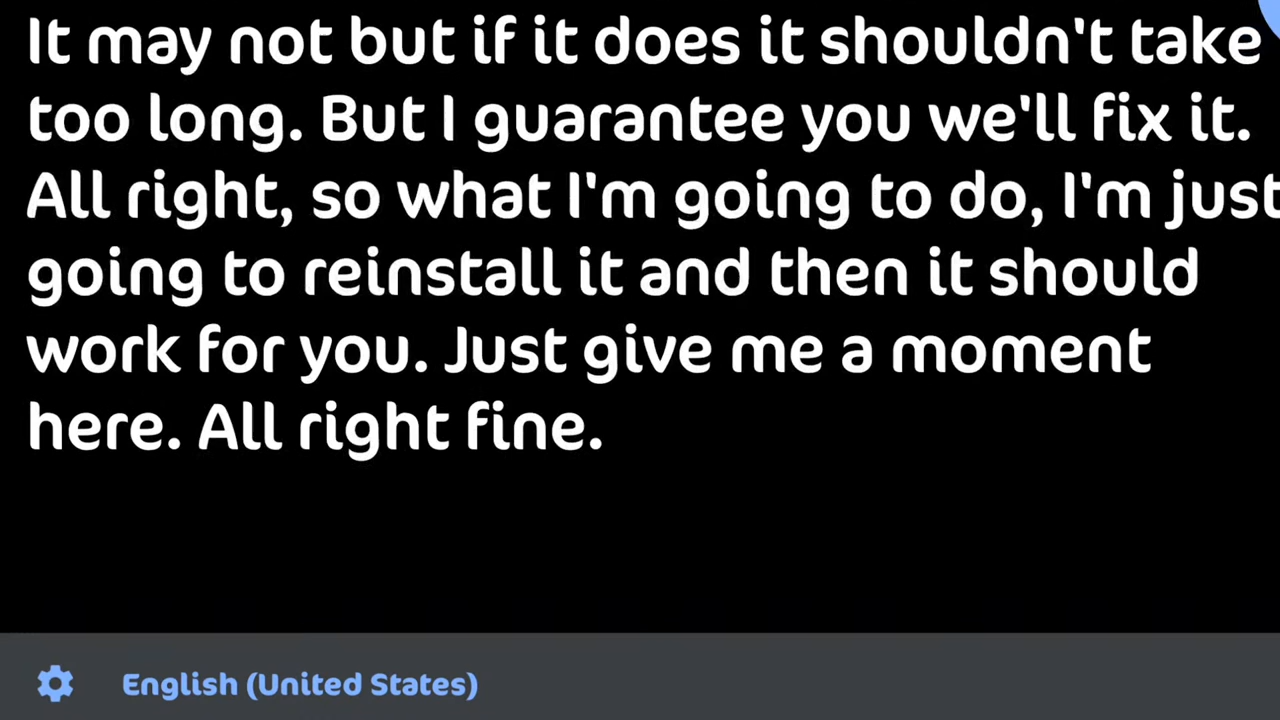 It may not but if it does it shouldn't take
too long. But I guarantee you we'll fix it.
All right, so what I'm going to do, I'm just
going to reinstall it and then it should
work for you. Just give me a moment
here. All right fine.
English (United States)